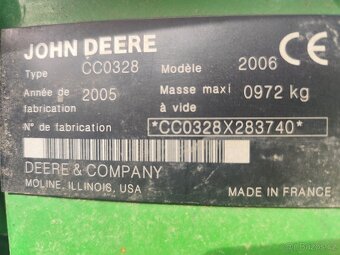 JOHN DEERE
Type CC0328 Modèle 2006 CE
Année de fabrication 2005 Masse maxi à vide 0972 kg
N° de fabrication *CC0328X283740*
DEERE & COMPANY
MOLINE, ILLINOIS, USA MADE IN FRANCE